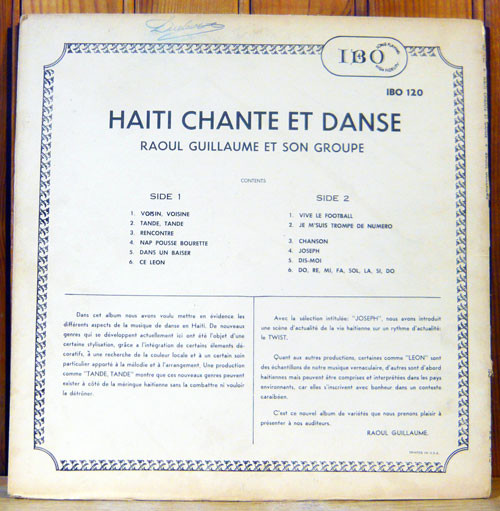 IBO
LONG PLAYING
HIGH FIDELITY
IBO 120
HAITI CHANTE ET DANSE
RAOUL GUILLAUME ET SON GROUPE
CONTENTS
SIDE 1
1. VOISIN, VOISINE
2. TANDE, TANDE
3. RENCONTRE
4. NAP POUSSE BOURETTE
5. DANS UN BAISER
6. CE LEON
SIDE 2
1. VIVE LE FOOTBALL
2. JE M'SUIS TROMPE DE NUMERO
3. CHANSON
4. JOSEPH
5. DIS-MOI
6. DO, RE, MI, FA, SOL, LA, SI, DO
Dans cet album nous avons voulu mettre en évidence les
différents aspects de la musique de danse en Haiti. De nouveaux
genres qui se développent actuellement ici ont été l'objet d'une
certaine stylisation, grâce a l'intégration de certains élements dé-
coratifs, à une recherche de la couleur locale et à un certain soin
particulier apporté à la mélodie et à l'arrangement. Une production
comme "TANDE, TANDE" montre que ces nouveaux genres peuvent
exister à côté de la méringue haitienne sans la combattre ni vouloir
le détrôner.
Avec la sélection intitulée: "JOSEPH", nous avons introduit
une scène d'actualité de la vie haitienne sur un rythme d'actualité:
la TWIST.
Quant aux autres productions, certaines comme "LEON" sont
des échantillons de notre musique vernaculaire, d'autres sont d'abord
haitiennes mais peuvent être comprises et interprétées dans les pays
environnants, car elles s'inscrivent avec bonheur dans un contexte
caraibéen.
C'est ce nouvel album de variétés que nous prenons plaisir à
présenter à nos auditeurs.
RAOUL GUILLAUME.
PRINTED IN U.S.A.